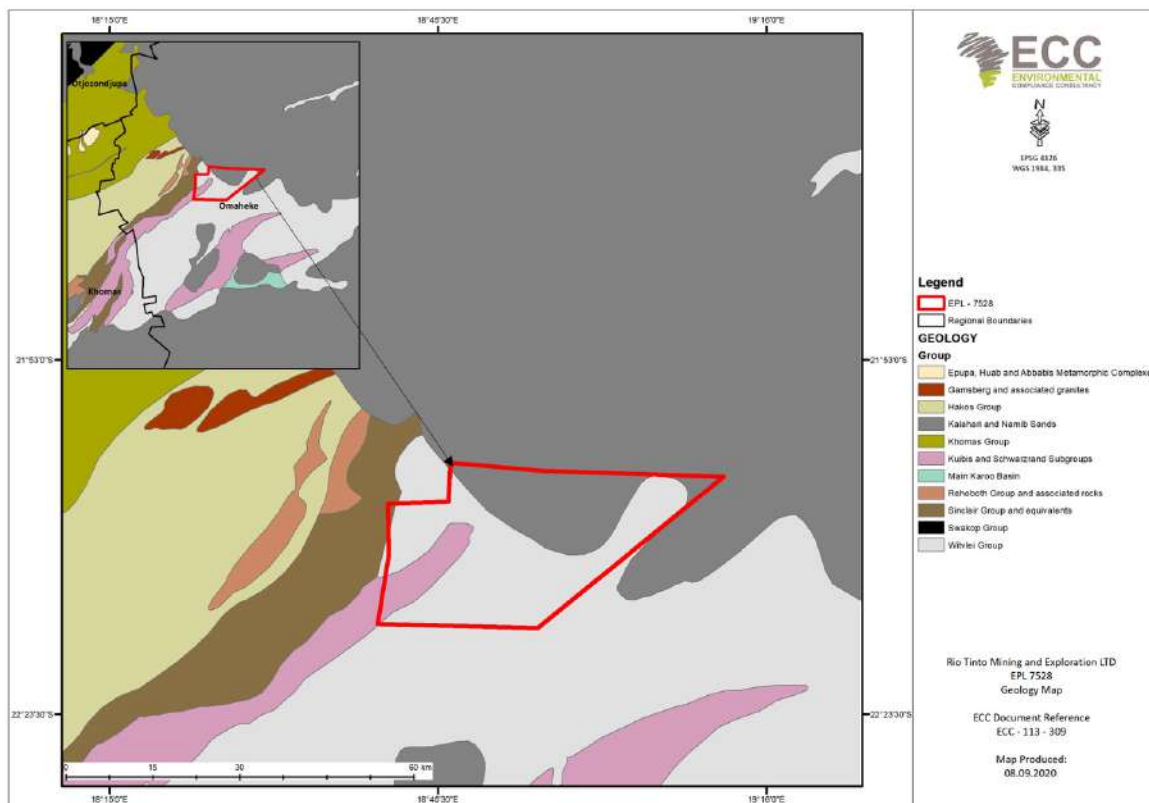 18°15'0"E
18°45'30"E
19°16'0"E
Otjozondjupa
Omaheke
Khomas
21°53'0"S
21°53'0"S
22°23'30"S
22°23'30"S
0
15
30
60 km
18°15'0"E
18°45'30"E
19°16'0"E
ECC
ENVIRONMENTAL
COMPLIANCE CONSULTANCY
N
EPSG 4326
WGS 1984, 33S
Legend
EPL - 7528
Regional Boundaries
GEOLOGY
Group
Epupa, Huab and Abbabis Metamorphic Complexe
Gamsberg and associated granites
Hakos Group
Kalahari and Namib Sands
Khomas Group
Kuibis and Schwarzrand Subgroups
Main Karoo Basin
Rehoboth Group and associated rocks
Sinclair Group and equivalents
Swakop Group
Witvlei Group
Rio Tinto Mining and Exploration LTD
EPL 7528
Geology Map
ECC Document Reference
ECC - 113 - 309
Map Produced:
08.09.2020